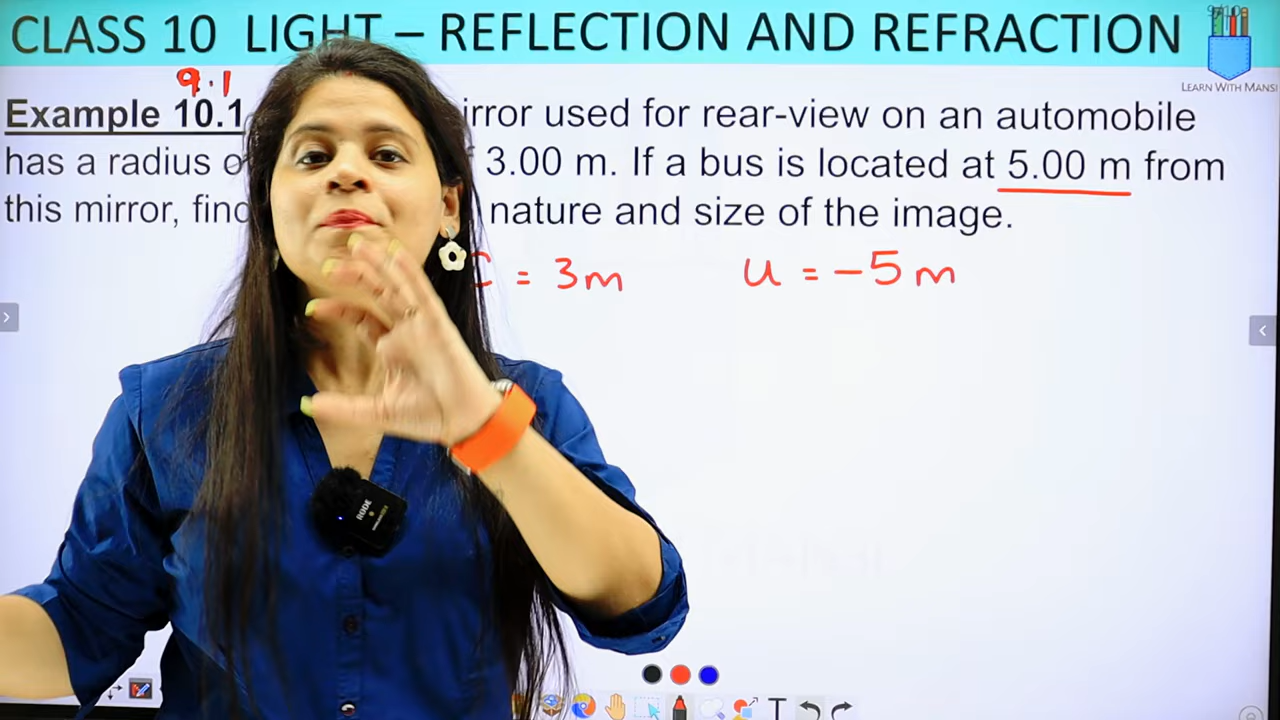 CLASS 10 LIGHT – REFLECTION AND REFRACTION
LEARN WITH MANSI
9.1
Example 10.1 irror used for rear-view on an automobile
has a radius o 3.00 m. If a bus is located at 5.00 m from
this mirror, find nature and size of the image.
C = 3m u = -5m
RODE
T